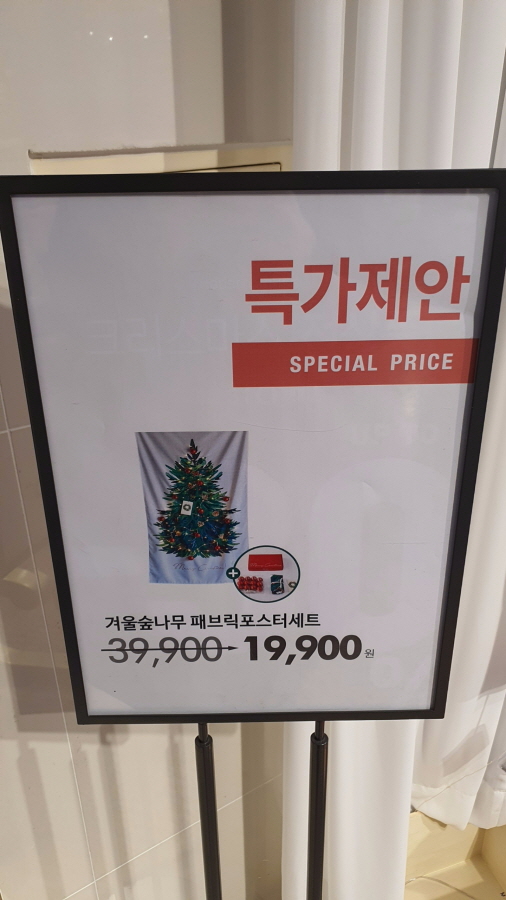 특가제안
SPECIAL PRICE
겨울숲나무 패브릭포스터세트
39,900 19,900원